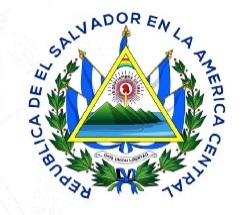 REPUBLICA DE EL SALVADOR EN LA AMERICA CENTRAL
DIOS UNION LIBERTAD